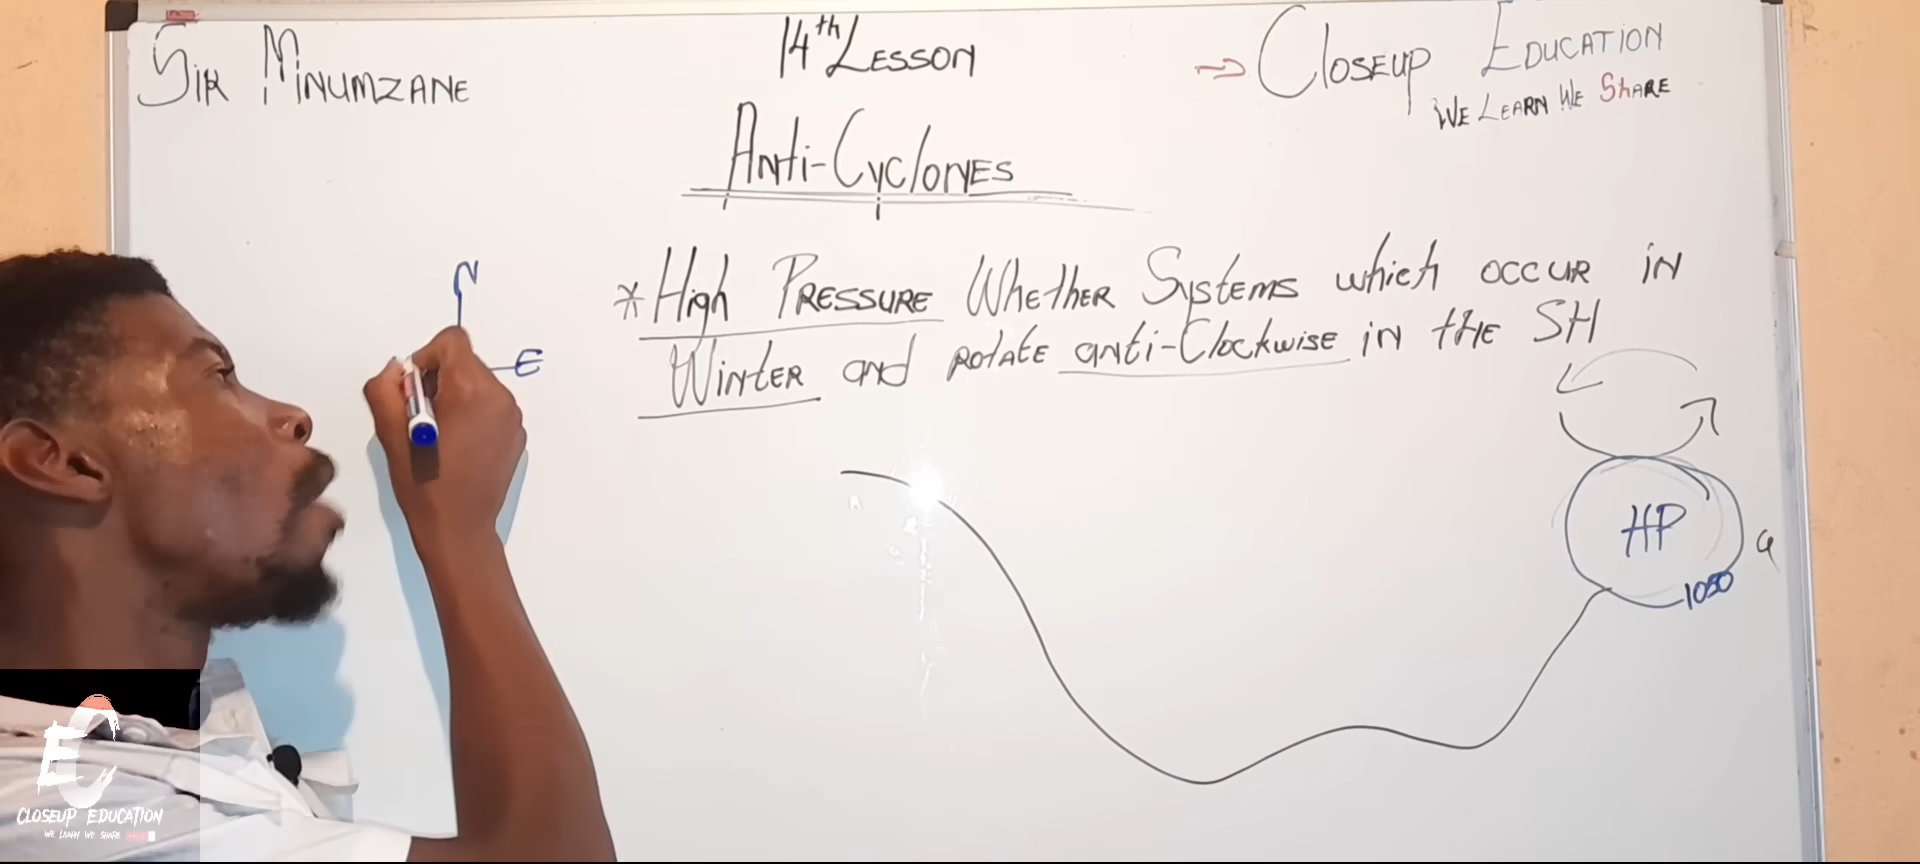 SIR MINUMZANE
14th LESSON
→ CLOSEUP EDUCATION
WE LEARN WE ShARE
Anti-CyclonES
* High PRESSURE WhethER SystEmS which OCCUR iN
WintER and ROtAtE anti-Clockwise iN thE SH
N
E
HP
1030
CLOSEUP EDUCATION
WE LEARN WE SHARE